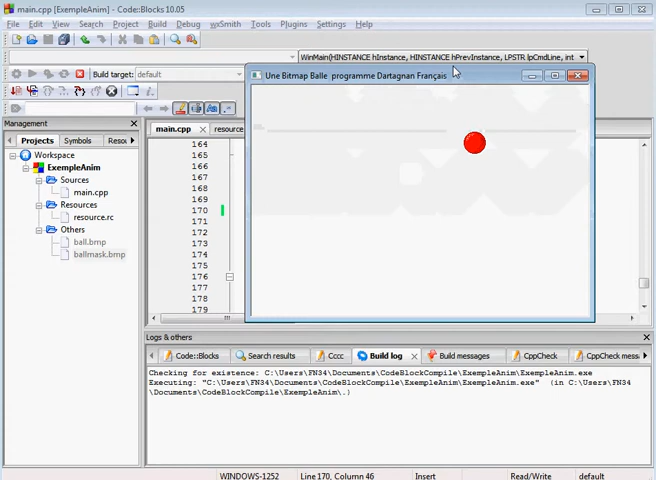 main.cpp [ExempleAnim] - Code::Blocks 10.05
File Edit View Search Project Build Debug wxSmith Tools Plugins Settings Help
WinMain(HINSTANCE hInstance, HINSTANCE hPrevInstance, LPSTR lpCmdLine, int
Build target: default
Une Bitmap Balle programme Dartagnan Français
Management
Projects Symbols Resou
Workspace
ExempleAnim
Sources
main.cpp
Resources
resource.rc
Others
ball.bmp
ballmask.bmp
main.cpp resource
164
165
166
167
168
169
170
171
172
173
174
175
176
177
178
179
Logs & others
Code::Blocks Search results Cccc Build log Build messages CppCheck CppCheck mess
Checking for existence: C:\Users\FN34\Documents\CodeBlockCompile\ExempleAnim\ExempleAnim.exe
Executing: "C:\Users\FN34\Documents\CodeBlockCompile\ExempleAnim\ExempleAnim.exe" (in C:\Users\FN34
\Documents\CodeBlockCompile\ExempleAnim\.)
WINDOWS-1252 Line 170, Column 46 Insert Read/Write default